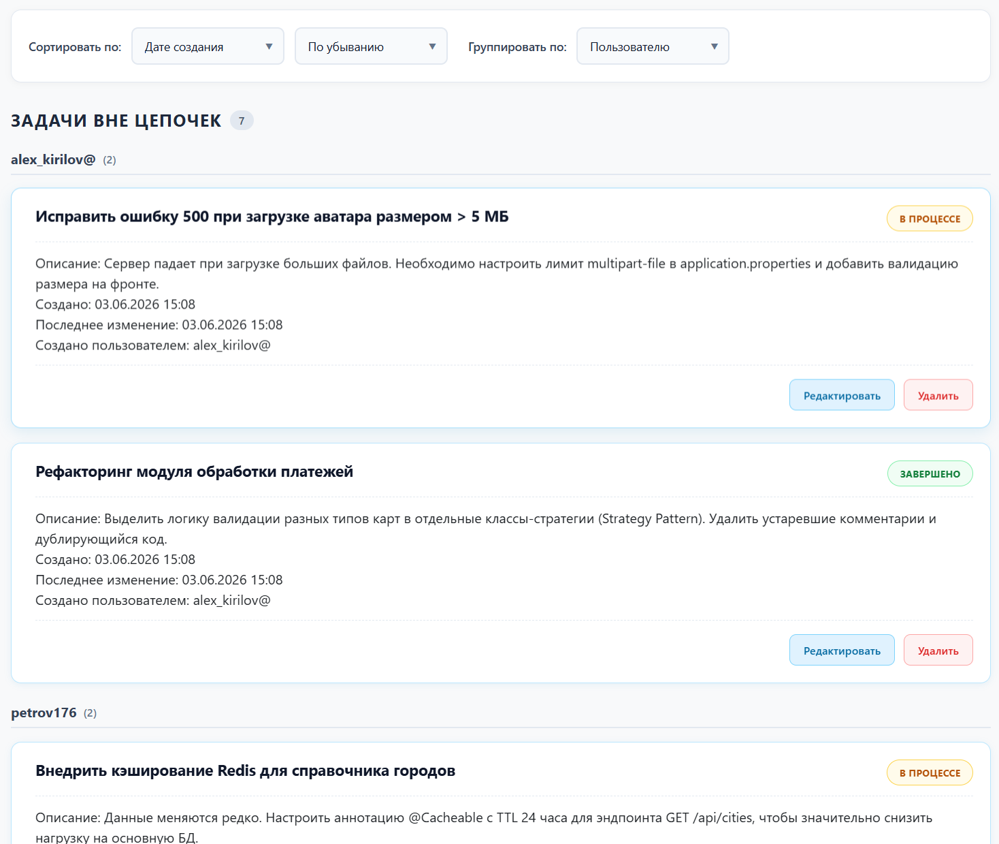 Сортировать по: Дате создания ▼ По убыванию ▼ Группировать по: Пользователю ▼
ЗАДАЧИ ВНЕ ЦЕПОЧЕК 7
alex_kirilov@ (2)
Исправить ошибку 500 при загрузке аватара размером > 5 МБ В ПРОЦЕССЕ
Описание: Сервер падает при загрузке больших файлов. Необходимо настроить лимит multipart-file в application.properties и добавить валидацию
размера на фронте.
Создано: 03.06.2026 15:08
Последнее изменение: 03.06.2026 15:08
Создано пользователем: alex_kirilov@
Редактировать Удалить
Рефакторинг модуля обработки платежей ЗАВЕРШЕНО
Описание: Выделить логику валидации разных типов карт в отдельные классы-стратегии (Strategy Pattern). Удалить устаревшие комментарии и
дублирующийся код.
Создано: 03.06.2026 15:08
Последнее изменение: 03.06.2026 15:08
Создано пользователем: alex_kirilov@
Редактировать Удалить
petrov176 (2)
Внедрить кэширование Redis для справочника городов В ПРОЦЕССЕ
Описание: Данные меняются редко. Настроить аннотацию @Cacheable с TTL 24 часа для эндпоинта GET /api/cities, чтобы значительно снизить
нагрузку на основную БД.